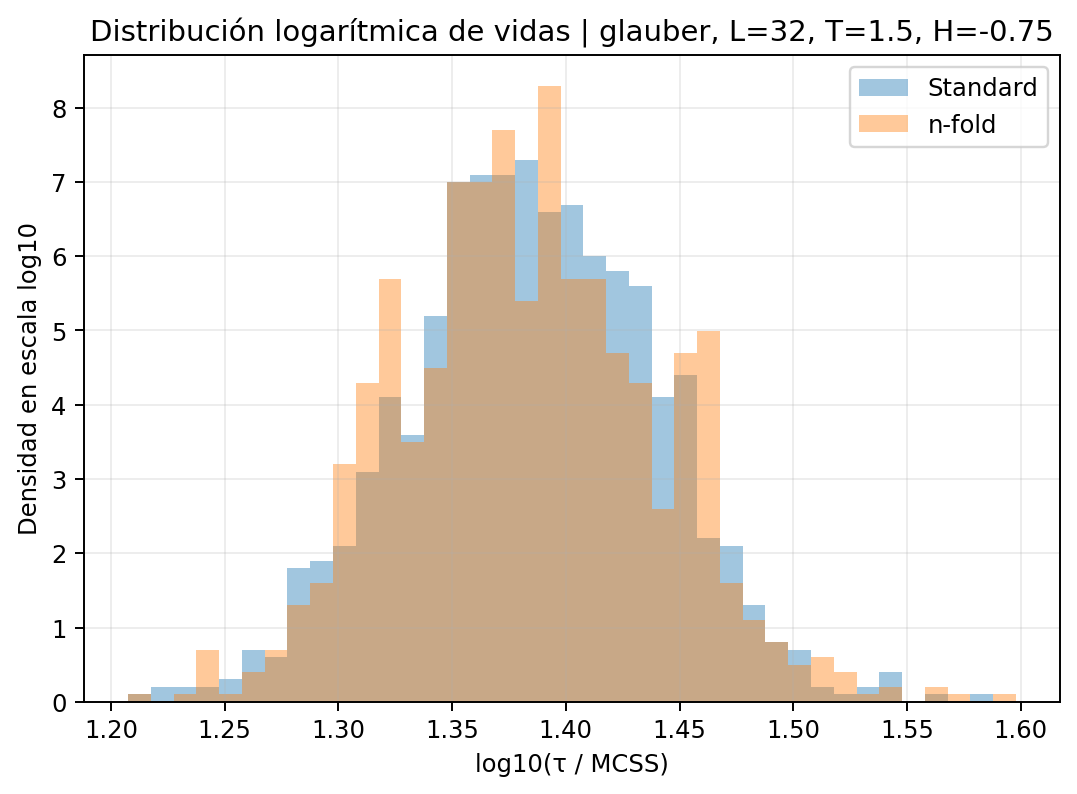 Distribución logarítmica de vidas | glauber, L=32, T=1.5, H=-0.75
Standard
n-fold
Densidad en escala log10
8
7
6
5
4
3
2
1
0
1.20 1.25 1.30 1.35 1.40 1.45 1.50 1.55 1.60
log10(τ / MCSS)